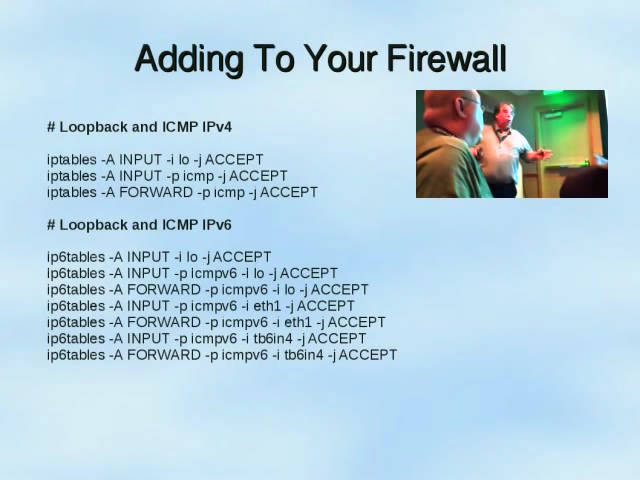 Adding To Your Firewall
# Loopback and ICMP IPv4
iptables -A INPUT -i lo -j ACCEPT
iptables -A INPUT -p icmp -j ACCEPT
iptables -A FORWARD -p icmp -j ACCEPT
# Loopback and ICMP IPv6
ip6tables -A INPUT -i lo -j ACCEPT
ip6tables -A INPUT -p icmpv6 -i lo -j ACCEPT
ip6tables -A FORWARD -p icmpv6 -i lo -j ACCEPT
ip6tables -A INPUT -p icmpv6 -i eth1 -j ACCEPT
ip6tables -A FORWARD -p icmpv6 -i eth1 -j ACCEPT
ip6tables -A INPUT -p icmpv6 -i tb6in4 -j ACCEPT
ip6tables -A FORWARD -p icmpv6 -i tb6in4 -j ACCEPT